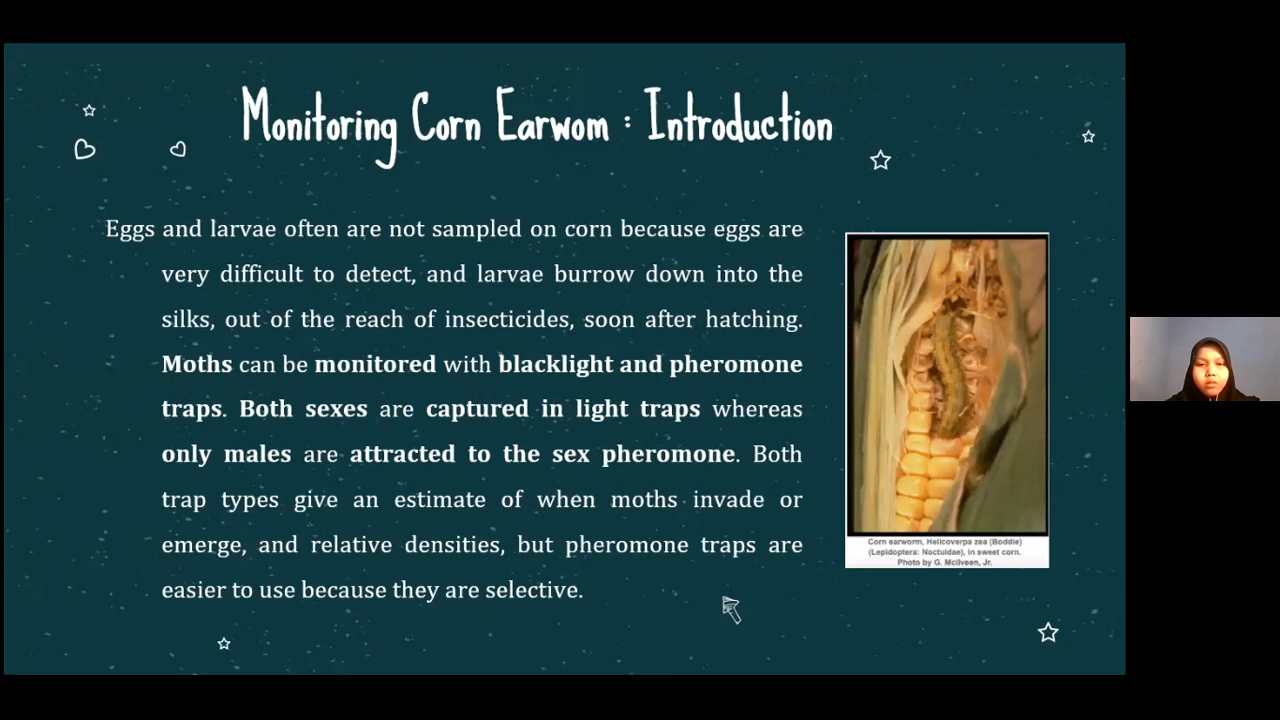 Monitoring Corn Earwom : Introduction
Eggs and larvae often are not sampled on corn because eggs are
very difficult to detect, and larvae burrow down into the
silks, out of the reach of insecticides, soon after hatching.
Moths can be monitored with blacklight and pheromone
traps. Both sexes are captured in light traps whereas
only males are attracted to the sex pheromone. Both
trap types give an estimate of when moths invade or
emerge, and relative densities, but pheromone traps are
easier to use because they are selective.
Corn earworm, Helicoverpa zea (Boddie)
(Lepidoptera: Noctuidae), in sweet corn.
Photo by G. McIlveen, Jr.